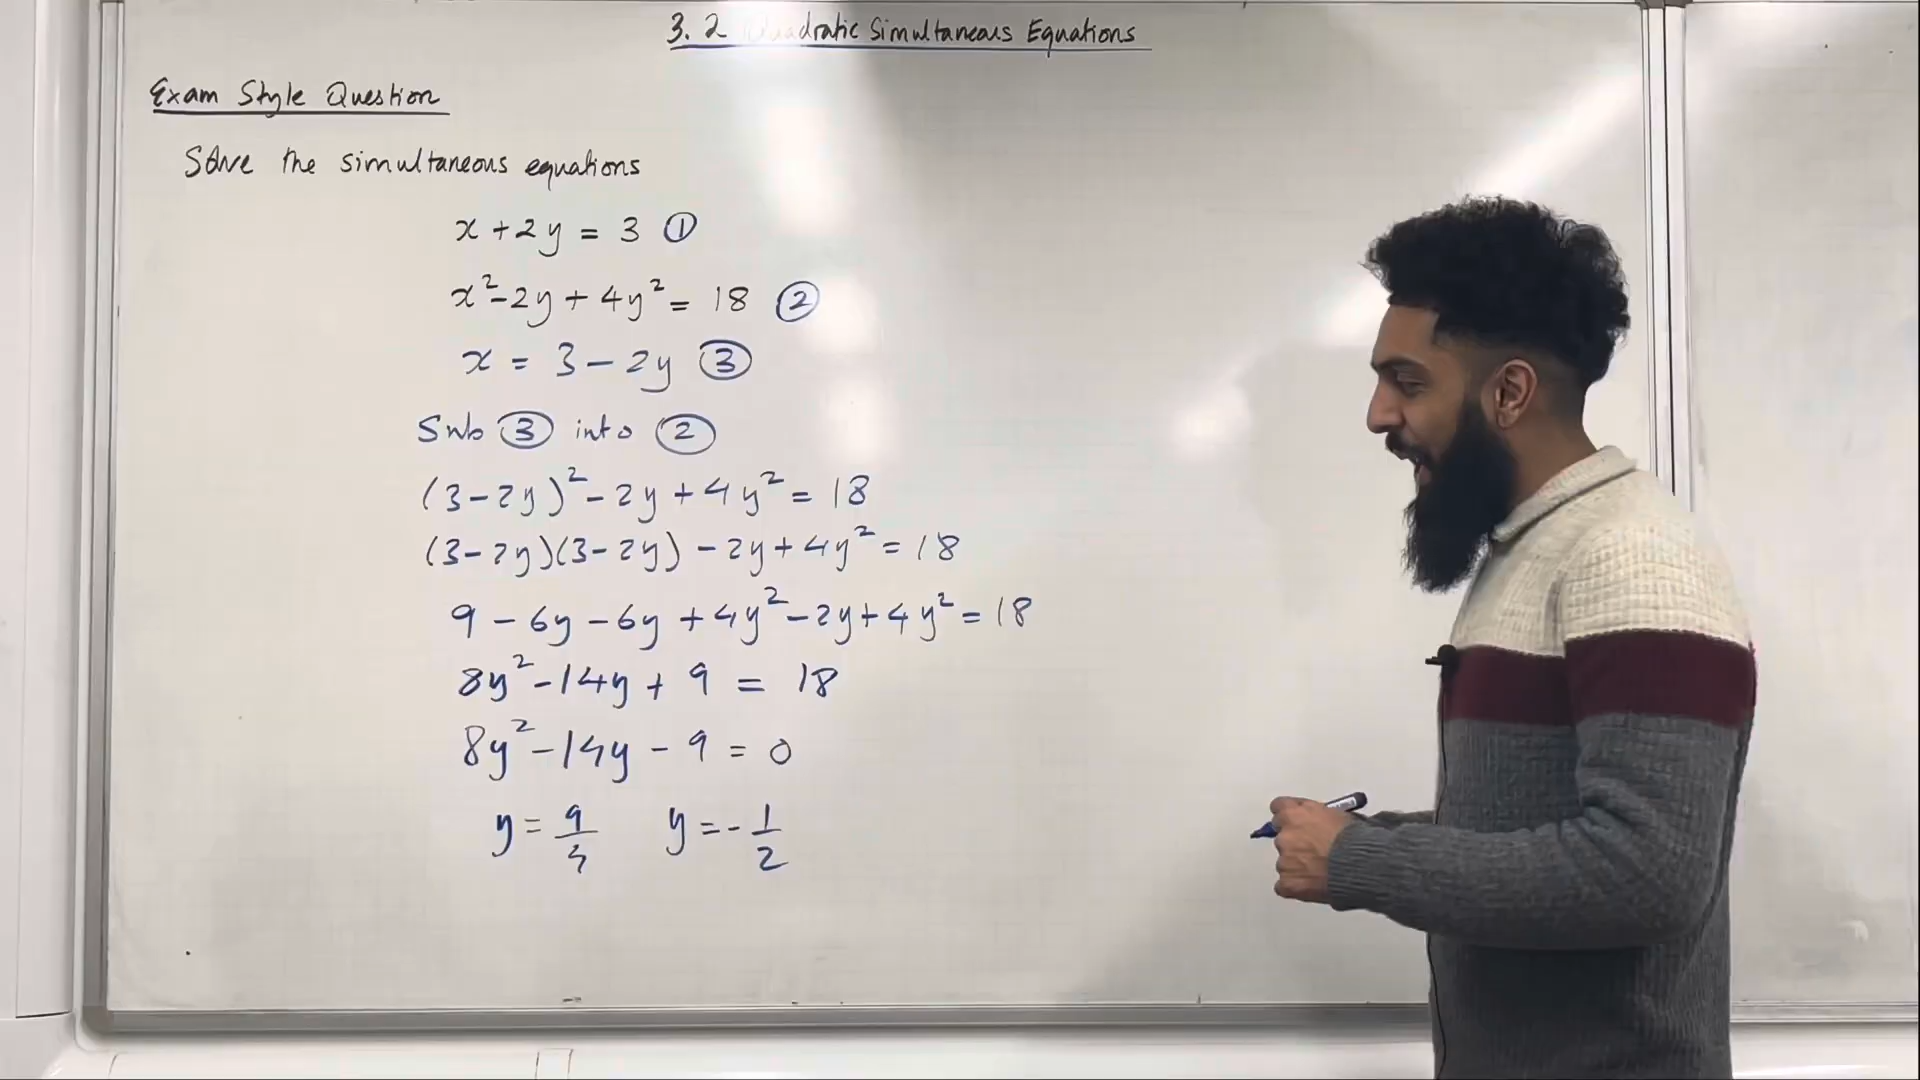 3.2 Quadratic Simultaneous Equations
Exam Style Question
Solve the simultaneous equations
x + 2y = 3 ①
x² - 2y + 4y² = 18 ②
x = 3 - 2y ③
Sub ③ into ②
(3 - 2y)² - 2y + 4y² = 18
(3 - 2y)(3 - 2y) - 2y + 4y² = 18
9 - 6y - 6y + 4y² - 2y + 4y² = 18
8y² - 14y + 9 = 18
8y² - 14y - 9 = 0
y = 9/4 y = -1/2